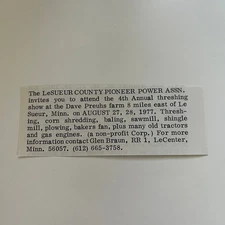 The LeSUEUR COUNTY PIONEER POWER ASSN.
invites you to attend the 4th Annual threshing
show at the Dave Preuhs farm 8 miles east of Le
Sueur, Minn. on AUGUST 27, 28, 1977. Thresh-
ing, corn shredding, baling, sawmill, shingle
mill, plowing, bakers fan, plus many old tractors
and gas engines. (a non-profit Corp.) For more
information contact Glen Braun, RR 1, LeCenter,
Minn. 56057. (612) 665-3758.